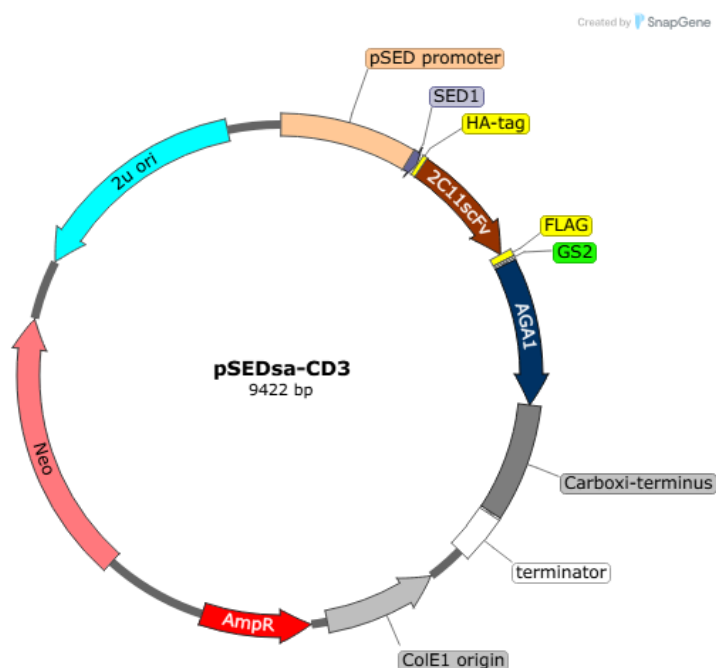 Created by SnapGene
pSED promoter
SED1
HA-tag
2u ori
2C11scFv
FLAG
GS2
AGA1
pSEDsa-CD3
9422 bp
Neo
Carboxi-terminus
terminator
AmpR
ColE1 origin